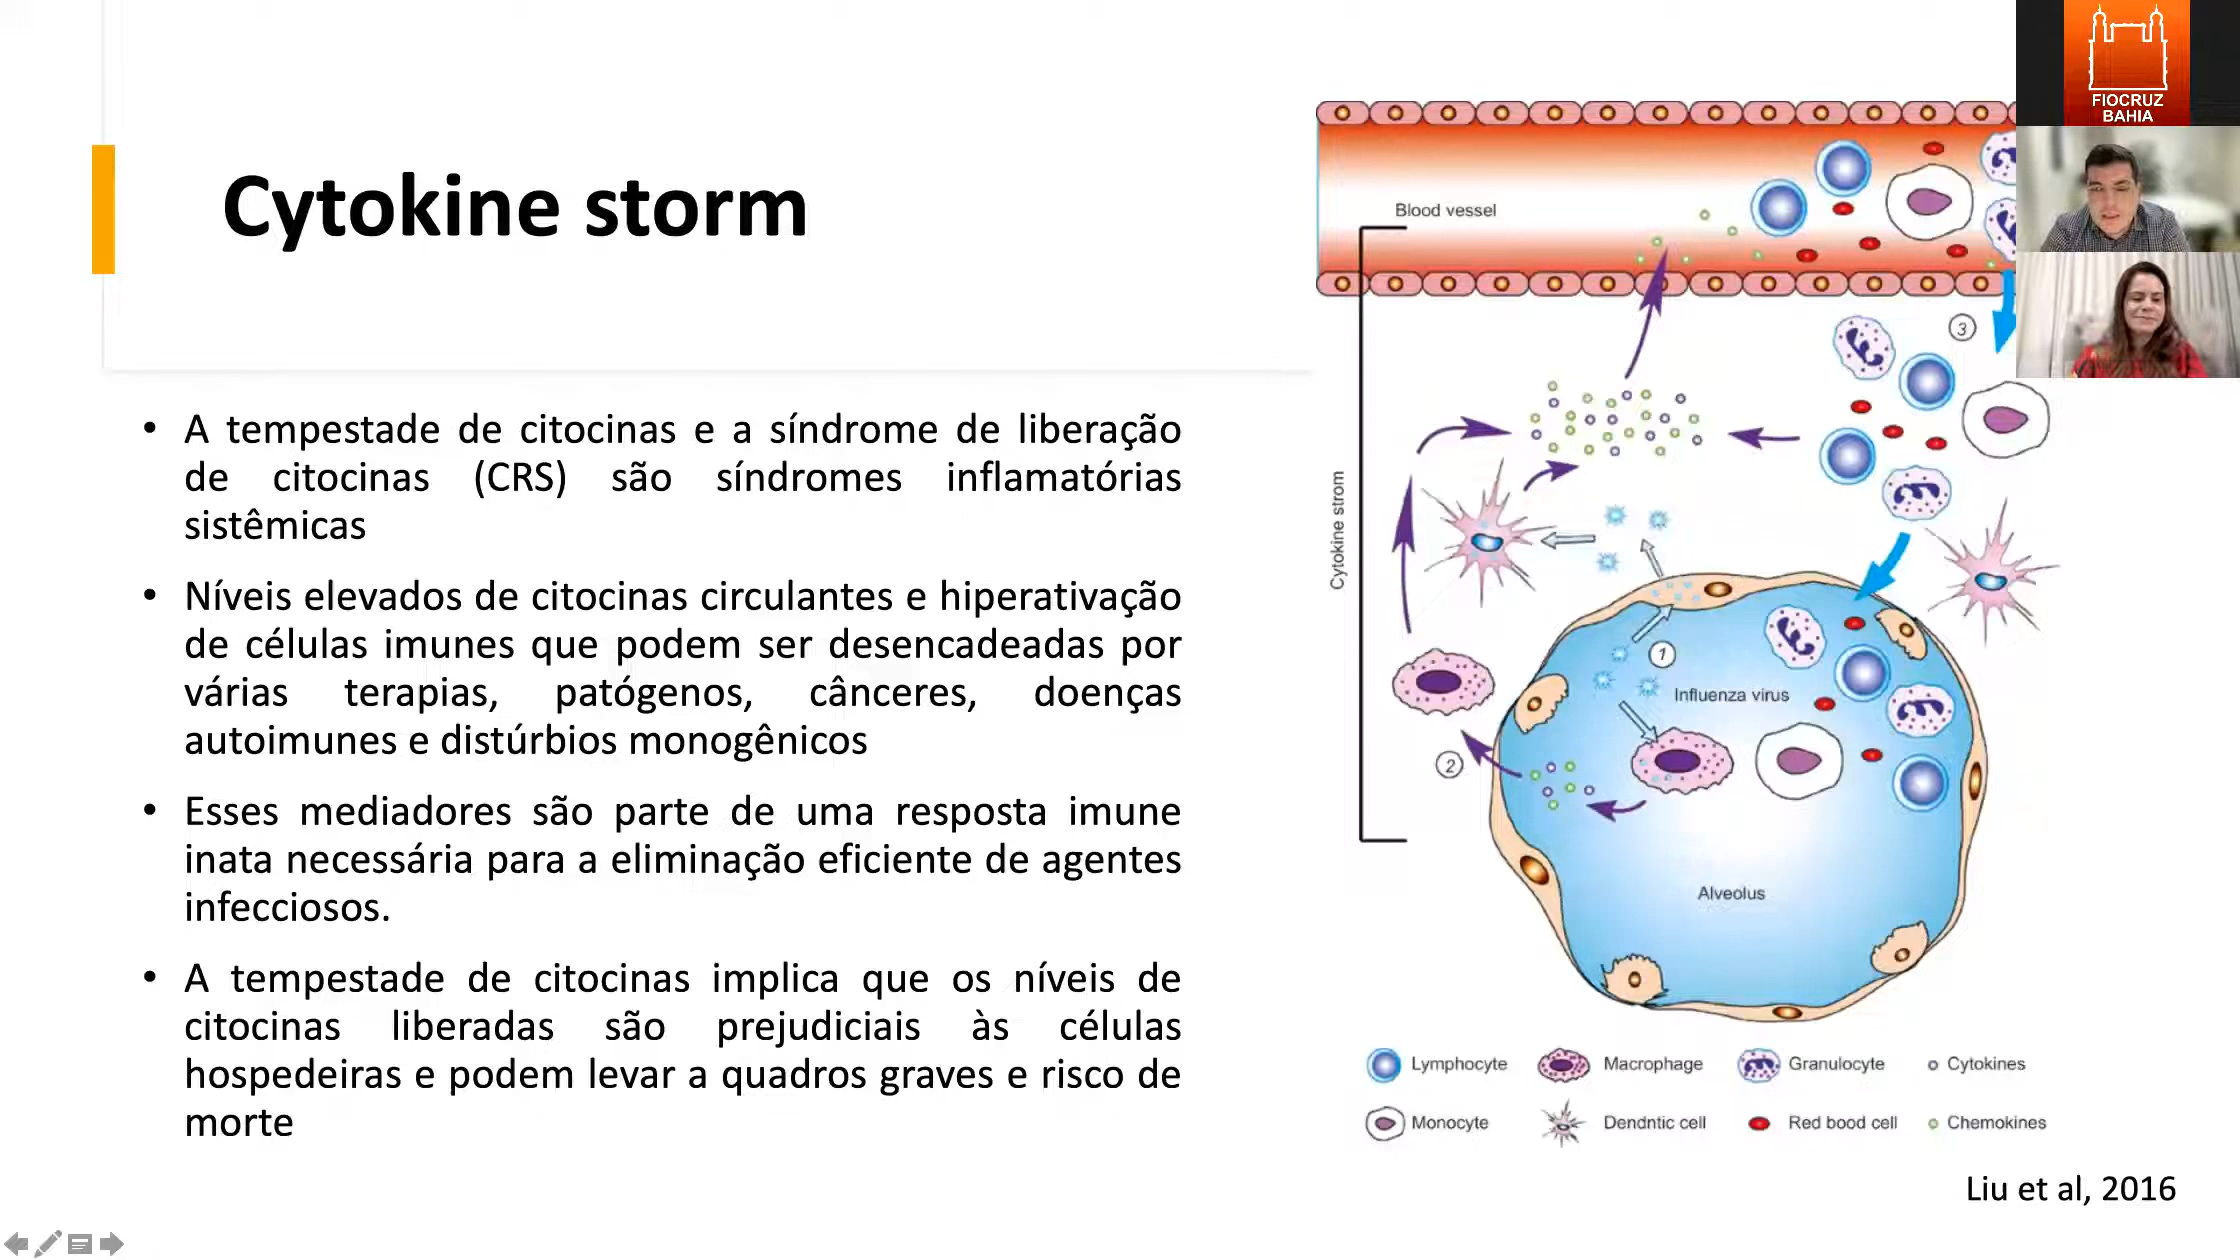 FIOCRUZ
BAHIA
Cytokine storm
A tempestade de citocinas e a síndrome de liberação
de citocinas (CRS) são síndromes inflamatórias
sistêmicas
Níveis elevados de citocinas circulantes e hiperativação
de células imunes que podem ser desencadeadas por
várias terapias, patógenos, cânceres, doenças
autoimunes e distúrbios monogênicos
Esses mediadores são parte de uma resposta imune
inata necessária para a eliminação eficiente de agentes
infecciosos.
A tempestade de citocinas implica que os níveis de
citocinas liberadas são prejudiciais às células
hospedeiras e podem levar a quadros graves e risco de
morte
Blood vessel
3
Cytokine strom
1
Influenza virus
2
Alveolus
Lymphocyte Macrophage Granulocyte Cytokines
Monocyte Dendntic cell Red bood cell Chemokines
Liu et al, 2016